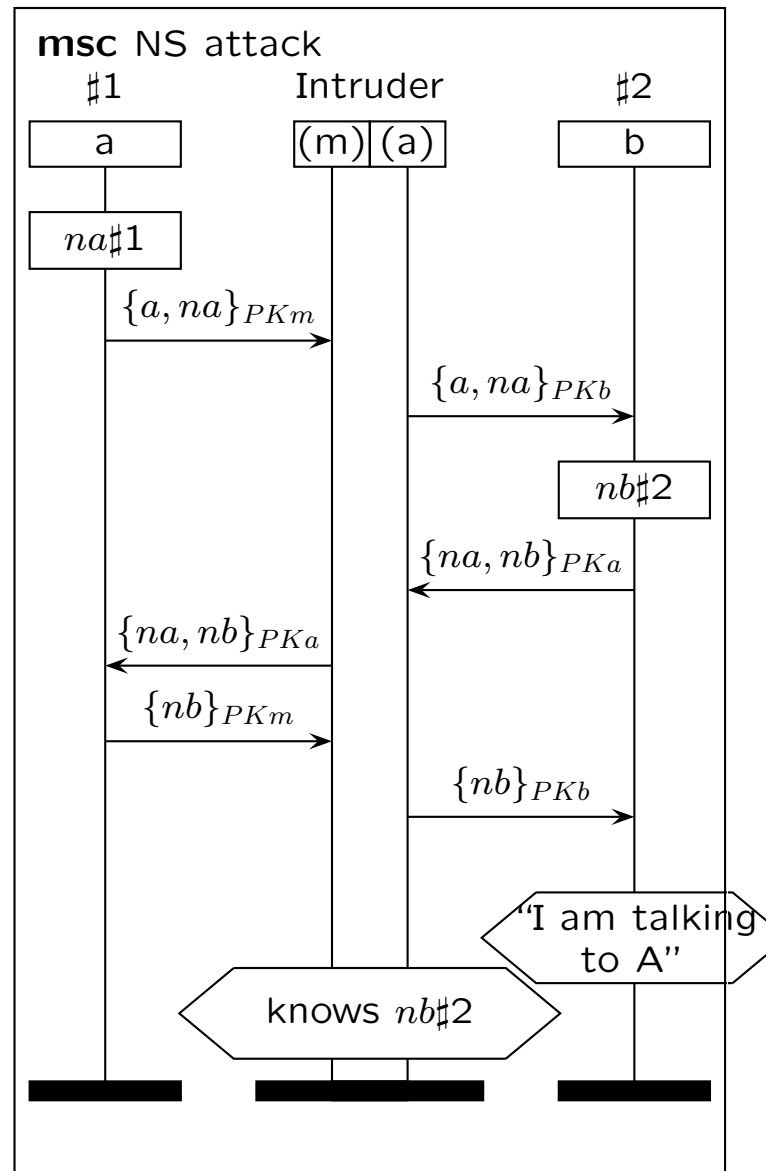 msc NS attack
♯1 Intruder ♯2
a (m) (a) b
na♯1
{a, na}PKm
{a, na}PKb
nb♯2
{na, nb}PKa
{na, nb}PKa
{nb}PKm
{nb}PKb
“I am talking
to A”
knows nb♯2